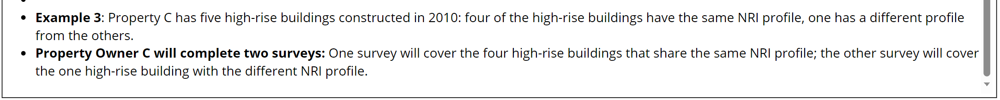 • Example 3: Property C has five high-rise buildings constructed in 2010: four of the high-rise buildings have the same NRI profile, one has a different profile
from the others.
• Property Owner C will complete two surveys: One survey will cover the four high-rise buildings that share the same NRI profile; the other survey will cover
the one high-rise building with the different NRI profile.